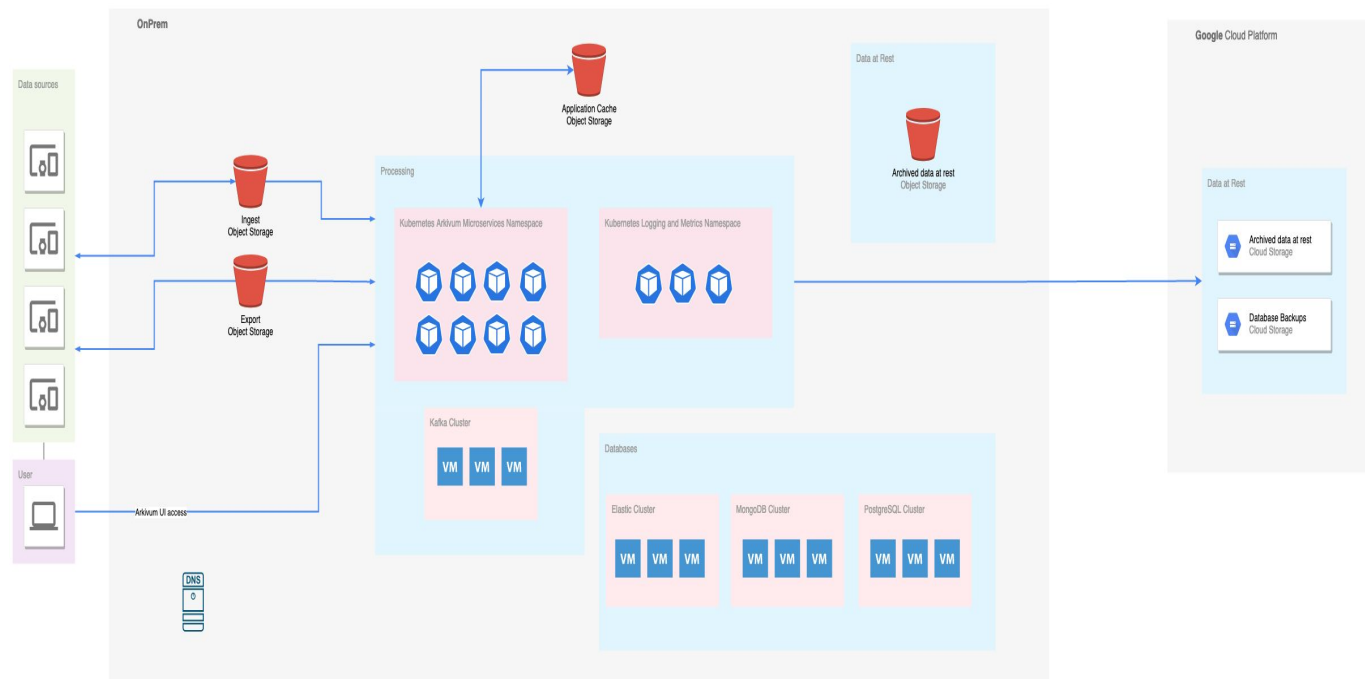 OnPrem
Google Cloud Platform
Data sources
Application Cache
Object Storage
Data at Rest
Archived data at rest
Object Storage
Processing
Ingest
Object Storage
Kubernetes Arkivum Microservices Namespace
Kubernetes Logging and Metrics Namespace
Data at Rest
Archived data at rest
Cloud Storage
Export
Object Storage
Database Backups
Cloud Storage
Kafka Cluster
VM VM VM
Databases
User
Arkivum UI access
Elastic Cluster
MongoDB Cluster
PostgreSQL Cluster
VM VM VM
VM VM VM
VM VM VM
DNS